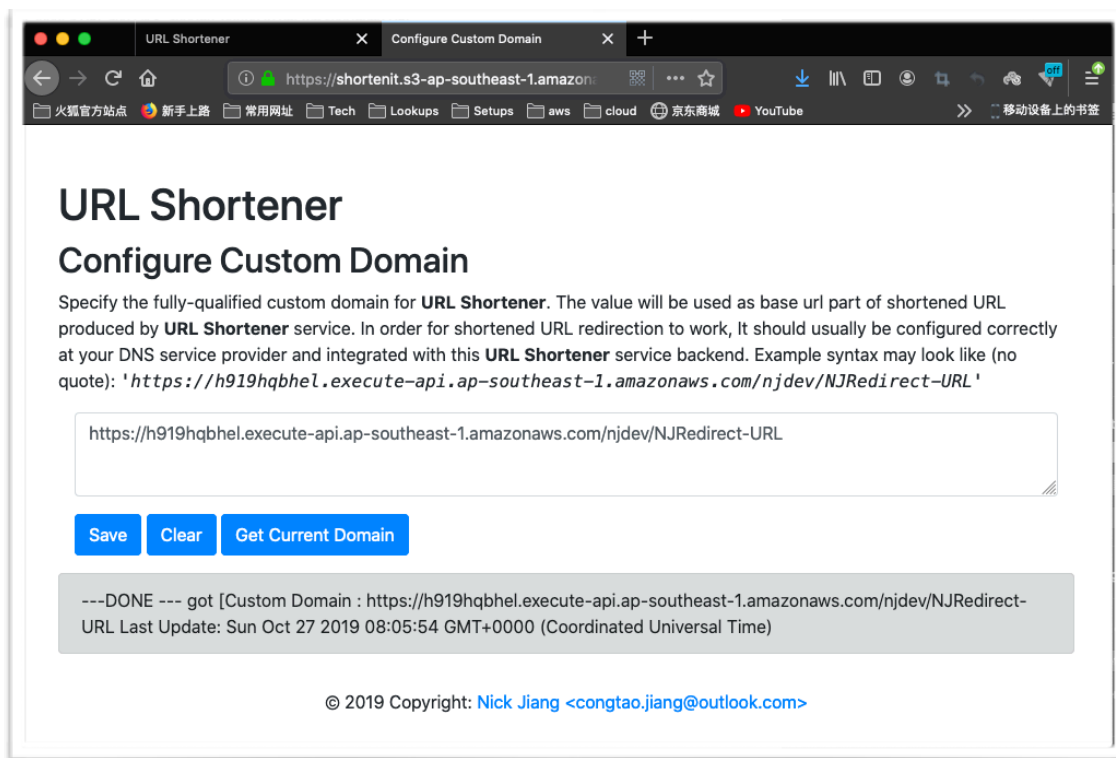 URL Shortener
Configure Custom Domain
https://shortenit.s3-ap-southeast-1.amazon
off
火狐官方站点 新手上路 常用网址 Tech Lookups Setups aws cloud 京东商城 YouTube 移动设备上的书签
URL Shortener
Configure Custom Domain
Specify the fully-qualified custom domain for URL Shortener. The value will be used as base url part of shortened URL
produced by URL Shortener service. In order for shortened URL redirection to work, It should usually be configured correctly
at your DNS service provider and integrated with this URL Shortener service backend. Example syntax may look like (no
quote): 'https://h919hqbhel.execute-api.ap-southeast-1.amazonaws.com/njdev/NJRedirect-URL'
https://h919hqbhel.execute-api.ap-southeast-1.amazonaws.com/njdev/NJRedirect-URL
Save Clear Get Current Domain
---DONE --- got [Custom Domain : https://h919hqbhel.execute-api.ap-southeast-1.amazonaws.com/njdev/NJRedirect-
URL Last Update: Sun Oct 27 2019 08:05:54 GMT+0000 (Coordinated Universal Time)
© 2019 Copyright: Nick Jiang <congtao.jiang@outlook.com>